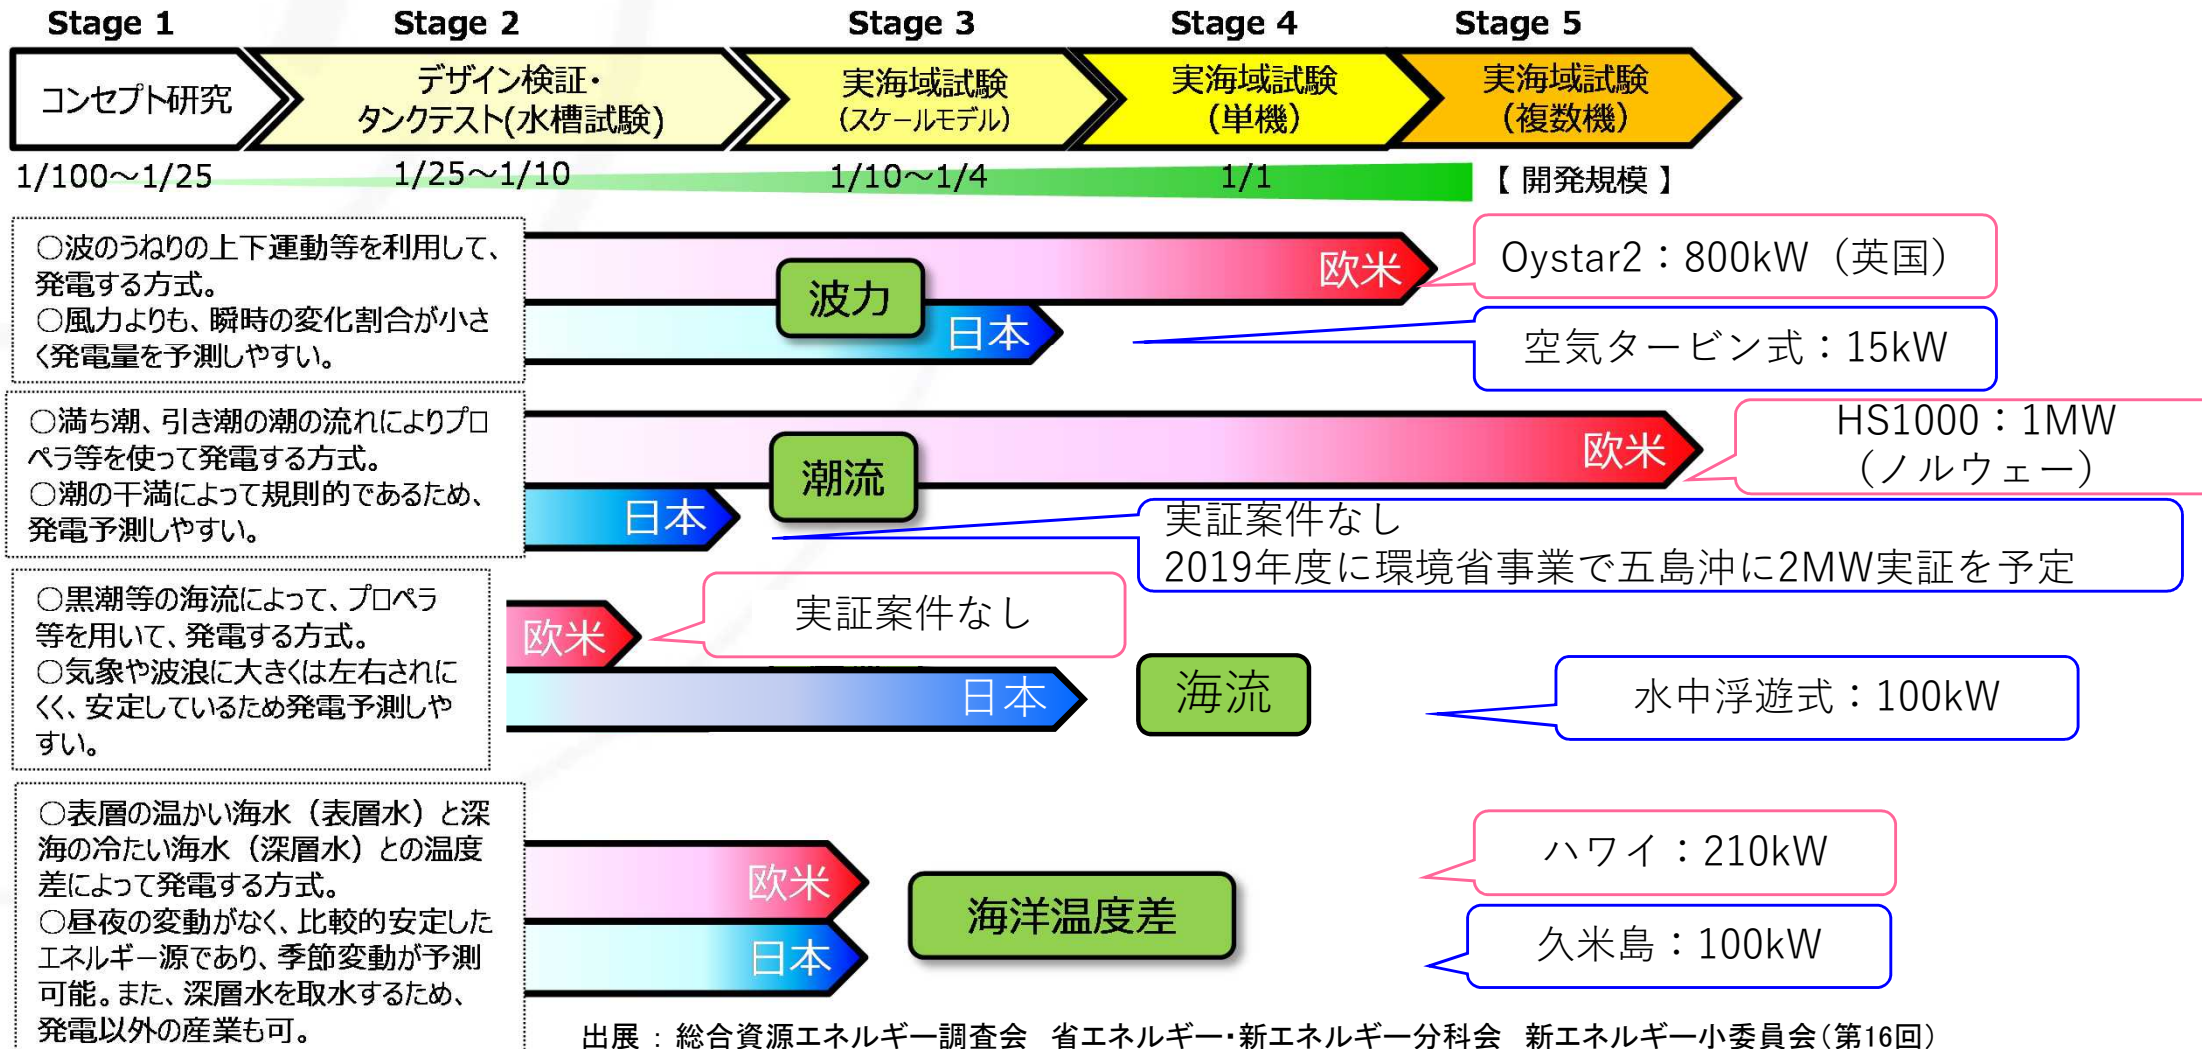 Stage 1
Stage 2
Stage 3
Stage 4
Stage 5
コンセプト研究
デザイン検証・
タンクテスト(水槽試験)
実海域試験
(スケールモデル)
実海域試験
(単機)
実海域試験
(複数機)
1/100～1/25
1/25～1/10
1/10～1/4
1/1
【 開発規模 】
○波のうねりの上下運動等を利用して、
発電する方式。
○風力よりも、瞬時の変化割合が小さ
く発電量を予測しやすい。
波力
欧米
日本
Oystar2：800kW（英国）
空気タービン式：15kW
○満ち潮、引き潮の潮の流れによりプロ
ペラ等を使って発電する方式。
○潮の干満によって規則的であるため、
発電予測しやすい。
潮流
欧米
日本
HS1000：1MW
（ノルウェー）
実証案件なし
2019年度に環境省事業で五島沖に2MW実証を予定
○黒潮等の海流によって、プロペラ
等を用いて、発電する方式。
○気象や波浪に大きくは左右されに
くく、安定しているため発電予測しや
すい。
欧米
日本
実証案件なし
海流
水中浮遊式：100kW
○表層の温かい海水（表層水）と深
海の冷たい海水（深層水）との温度
差によって発電する方式。
○昼夜の変動がなく、比較的安定した
エネルギー源であり、季節変動が予測
可能。また、深層水を取水するため、
発電以外の産業も可。
欧米
日本
海洋温度差
ハワイ：210kW
久米島：100kW
出展 ： 総合資源エネルギー調査会　省エネルギー・新エネルギー分科会　新エネルギー小委員会（第16回）